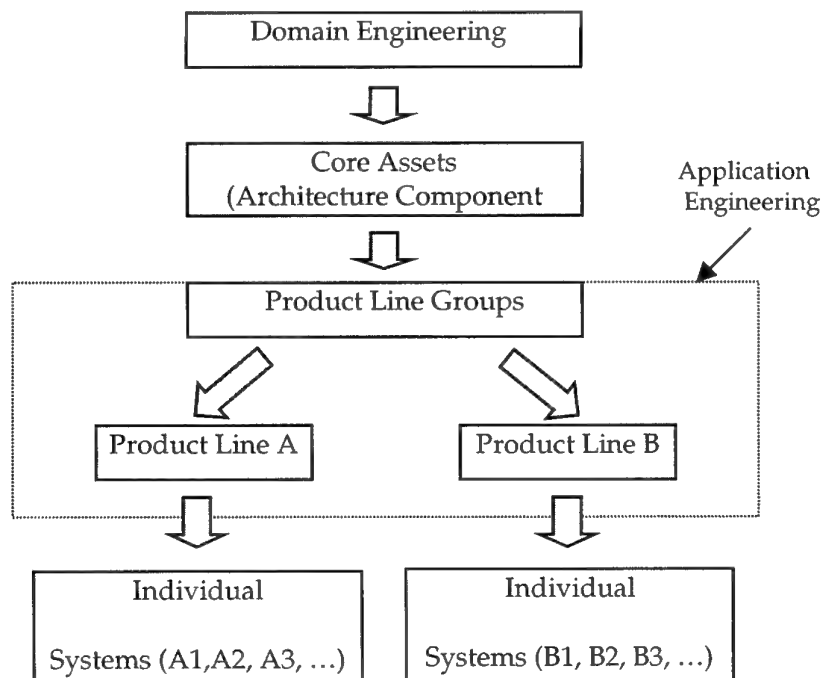 Domain Engineering
Core Assets
(Architecture Component
Application
Engineering
Product Line Groups
Product Line A
Product Line B
Individual
Systems (A1,A2, A3, ...)
Individual
Systems (B1, B2, B3, ...)